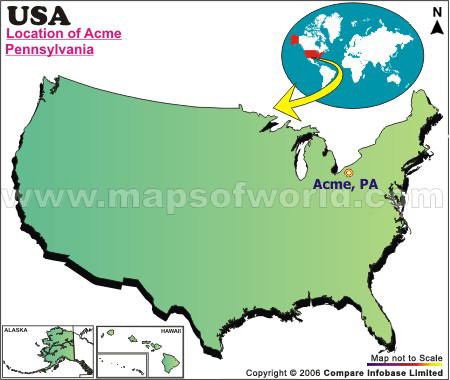 USA
Location of Acme
Pennsylvania
N
Acme, PA
www.mapsofworld.com
ALASKA
HAWAII
Map not to Scale
Copyright © 2006 Compare Infobase Limited